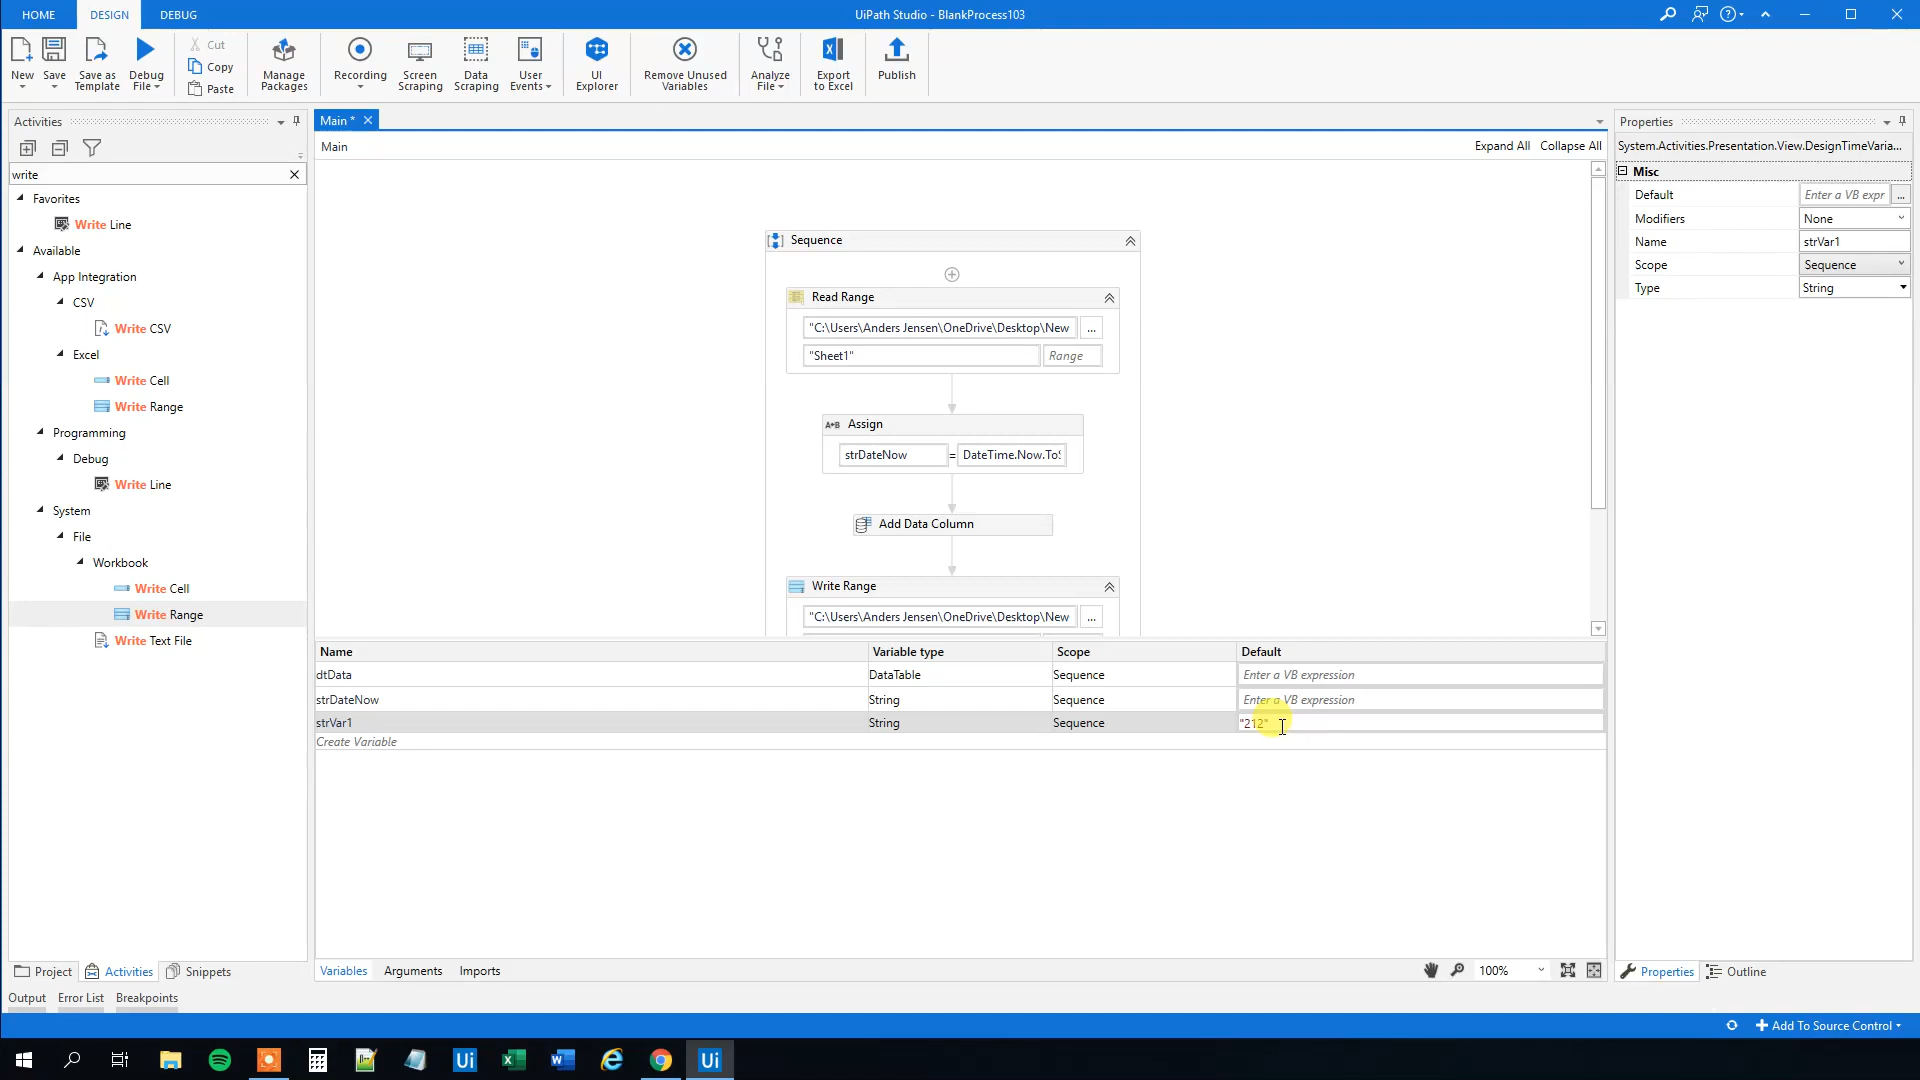 HOME
DESIGN
DEBUG
UiPath Studio - BlankProcess103
New
Save
Save as Template
Debug File
Cut
Copy
Paste
Manage Packages
Recording
Screen Scraping
Data Scraping
User Events
UI Explorer
Remove Unused Variables
Analyze File
Export to Excel
Publish
Activities
write
Favorites
Write Line
Available
App Integration
CSV
Write CSV
Excel
Write Cell
Write Range
Programming
Debug
Write Line
System
File
Workbook
Write Cell
Write Range
Write Text File
Project
Activities
Snippets
Main *
Main
Expand All
Collapse All
Sequence
Read Range
"C:\Users\Anders Jensen\OneDrive\Desktop\New
...
"Sheet1"
Range
A+B Assign
strDateNow = DateTime.Now.ToS
Add Data Column
Write Range
"C:\Users\Anders Jensen\OneDrive\Desktop\New
...
Name Variable type Scope Default
dtData DataTable Sequence Enter a VB expression
strDateNow String Sequence Enter a VB expression
strVar1 String Sequence "212"
Create Variable
Variables
Arguments
Imports
100%
Properties
System.Activities.Presentation.View.DesignTimeVaria...
Misc
Default Enter a VB expr ...
Modifiers None
Name strVar1
Scope Sequence
Type String
Properties
Outline
Output
Error List
Breakpoints
Add To Source Control
Ui
Ui